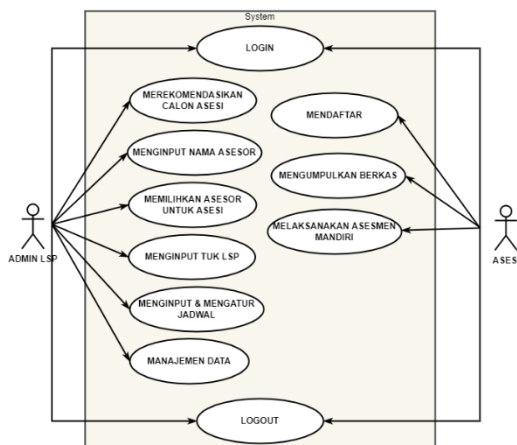 System
LOGIN
MEREKOMENDASIKAN
CALON ASESI
MENDAFTAR
MENGINPUT NAMA ASESOR
MENGUMPULKAN BERKAS
MEMILIHKAN ASESOR
UNTUK ASESI
MELAKSANAKAN ASESMEN
MANDIRI
ADMIN LSP
ASES
MENGINPUT TUK LSP
MENGINPUT & MENGATUR
JADWAL
MANAJEMEN DATA
LOGOUT